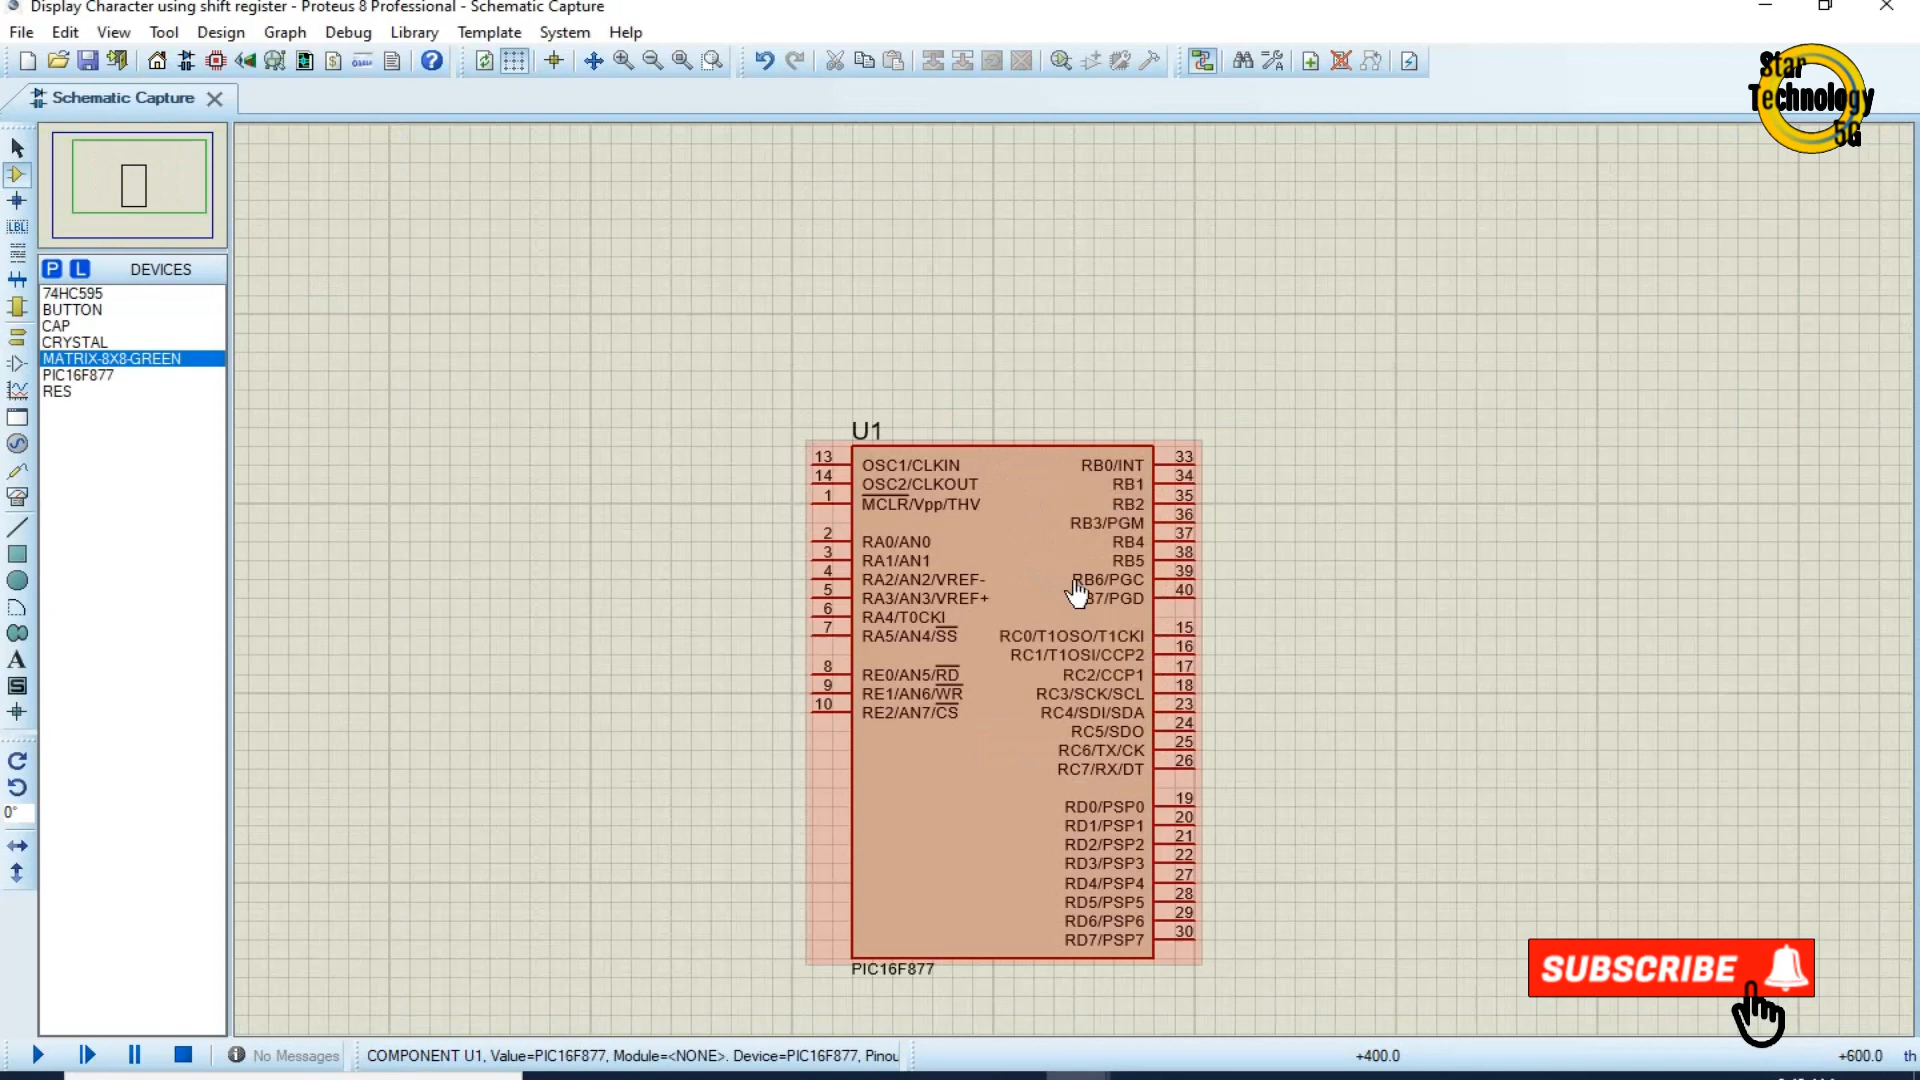 Display Character using shift register - Proteus 8 Professional - Schematic Capture
File Edit View Tool Design Graph Debug Library Template System Help
Schematic Capture
Star
Technology
5G
LBL
P L DEVICES
74HC595
BUTTON
CAP
CRYSTAL
MATRIX-8X8-GREEN
PIC16F877
RES
A
S
0°
U1
13 OSC1/CLKIN RB0/INT 33
14 OSC2/CLKOUT RB1 34
1 MCLR/Vpp/THV RB2 35
RB3/PGM 36
2 RA0/AN0 RB4 37
3 RA1/AN1 RB5 38
4 RA2/AN2/VREF- RB6/PGC 39
5 RA3/AN3/VREF+ 37/PGD 40
6 RA4/T0CKI
7 RA5/AN4/SS RC0/T1OSO/T1CKI 15
RC1/T1OSI/CCP2 16
8 RE0/AN5/RD RC2/CCP1 17
9 RE1/AN6/WR RC3/SCK/SCL 18
10 RE2/AN7/CS RC4/SDI/SDA 23
RC5/SDO 24
RC6/TX/CK 25
RC7/RX/DT 26
RD0/PSP0 19
RD1/PSP1 20
RD2/PSP2 21
RD3/PSP3 22
RD4/PSP4 27
RD5/PSP5 28
RD6/PSP6 29
RD7/PSP7 30
PIC16F877
SUBSCRIBE
No Messages COMPONENT U1, Value=PIC16F877, Module=<NONE>. Device=PIC16F877, Pinou +400.0 +600.0 th